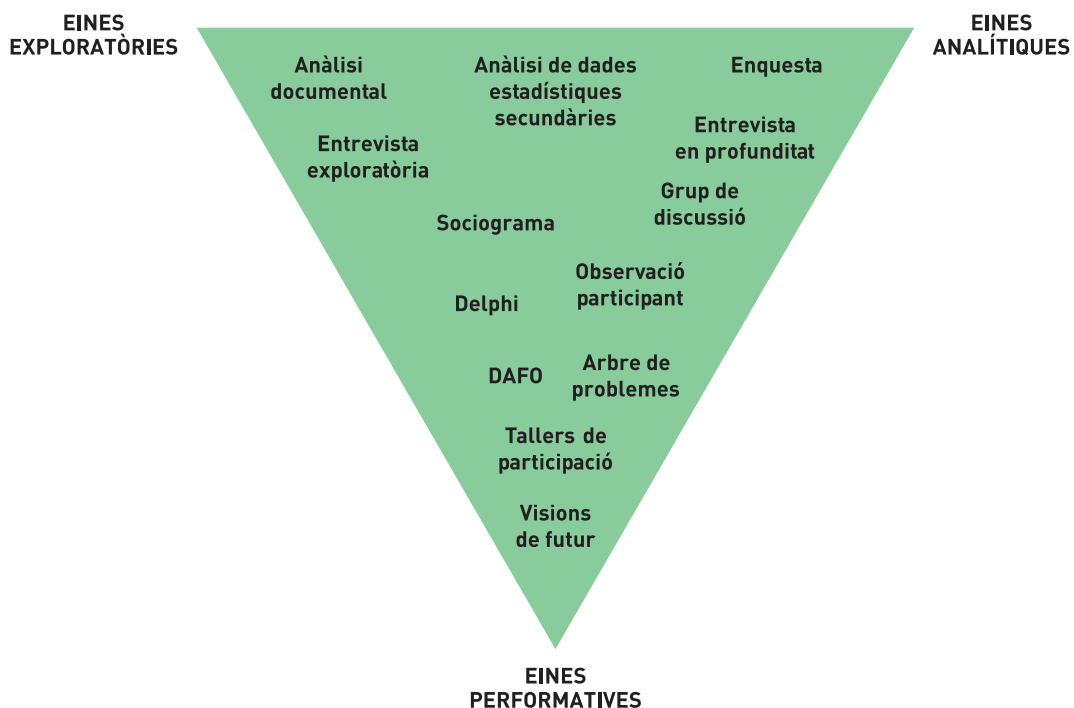 EINES
EXPLORATÒRIES
EINES
ANALÍTIQUES
Anàlisi
documental
Anàlisi de dades
estadístiques
secundàries
Enquesta
Entrevista
exploratòria
Entrevista
en profunditat
Grup de
discussió
Sociograma
Observació
participant
Delphi
DAFO
Arbre de
problemes
Tallers de
participació
Visions
de futur
EINES
PERFORMATIVES